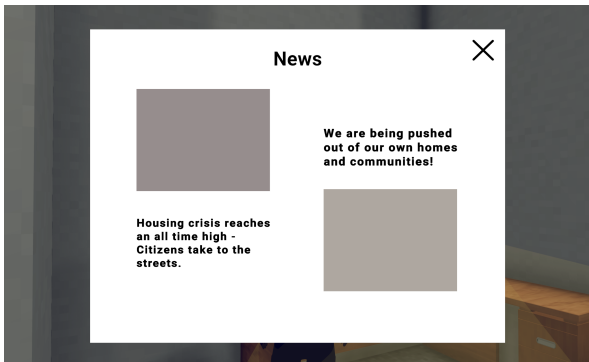 News
Housing crisis reaches
an all time high -
Citizens take to the
streets.
We are being pushed
out of our own homes
and communities!